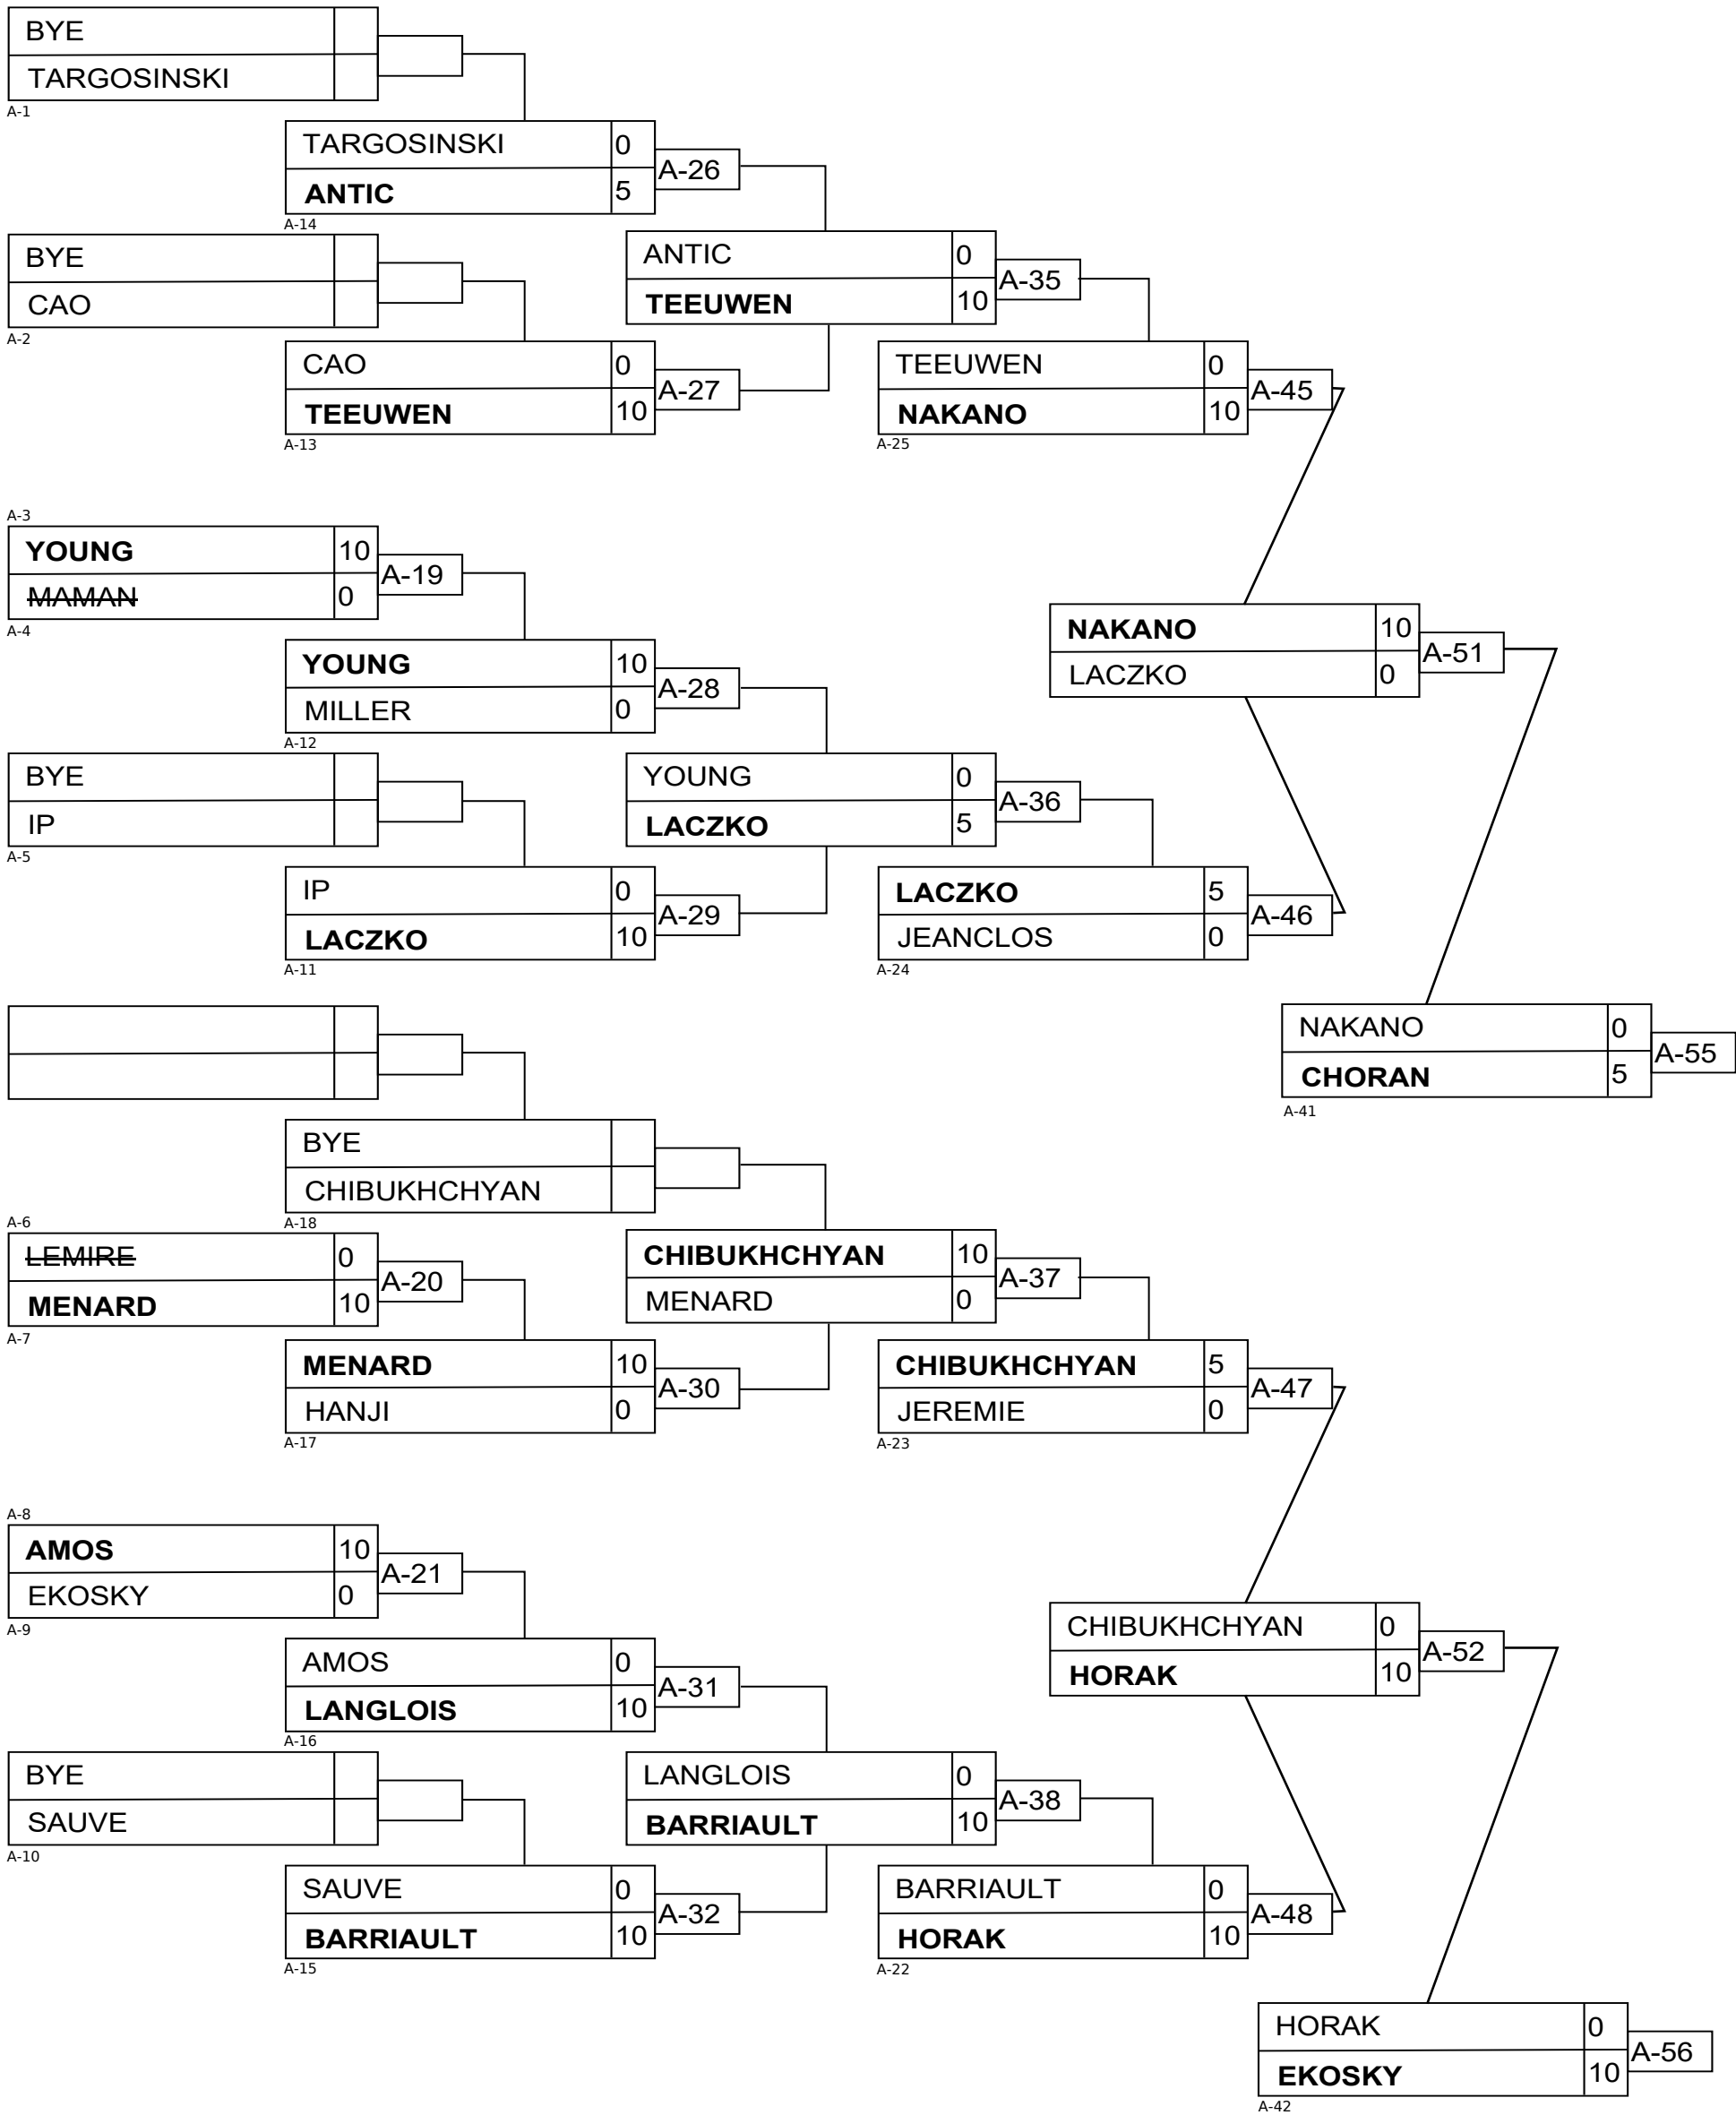 BYE
TARGOSINSKI
A-1
TARGOSINSKI 0
ANTIC 5
A-26
A-14
BYE
CAO
A-2
ANTIC 0
TEEUWEN 10
A-35
CAO 0
TEEUWEN 10
A-27
A-13
TEEUWEN 0
NAKANO 10
A-45
A-25
A-3
YOUNG 10
MAMAN 0
A-19
A-4
NAKANO 10
LACZKO 0
A-51
YOUNG 10
MILLER 0
A-28
A-12
BYE
IP
A-5
YOUNG 0
LACZKO 5
A-36
IP 0
LACZKO 10
A-29
A-11
LACZKO 5
JEANCLOS 0
A-46
A-24
NAKANO 0
CHORAN 5
A-55
A-41
BYE
CHIBUKHCHYAN
A-18
A-6
LEMIRE 0
MENARD 10
A-20
A-7
CHIBUKHCHYAN 10
MENARD 0
A-37
MENARD 10
HANJI 0
A-30
A-17
CHIBUKHCHYAN 5
JEREMIE 0
A-47
A-23
A-8
AMOS 10
EKOSKY 0
A-21
A-9
CHIBUKHCHYAN 0
HORAK 10
A-52
AMOS 0
LANGLOIS 10
A-31
A-16
BYE
SAUVE
A-10
LANGLOIS 0
BARRIAULT 10
A-38
SAUVE 0
BARRIAULT 10
A-32
A-15
BARRIAULT 0
HORAK 10
A-48
A-22
HORAK 0
EKOSKY 10
A-56
A-42